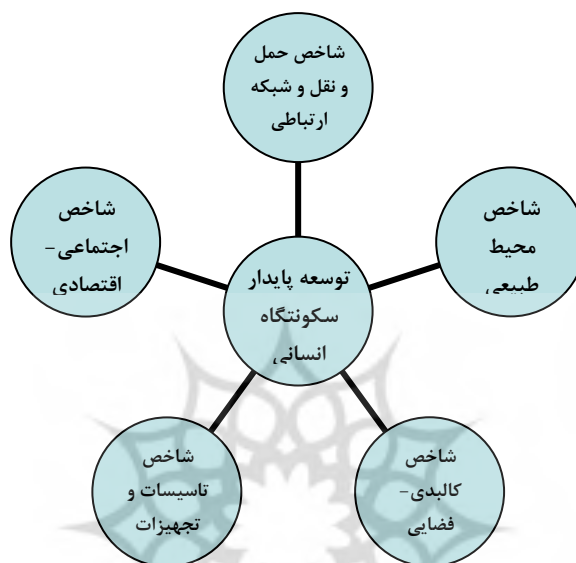 شاخص حمل
و نقل و شبکه
ارتباطی
شاخص
محیط
طبیعی
شاخص
اجتماعی–
اقتصادی
توسعه پایدار
سکونتگاه
انسانی
شاخص
کالبدی–
فضایی
شاخص
تاسیسات و
تجهیزات